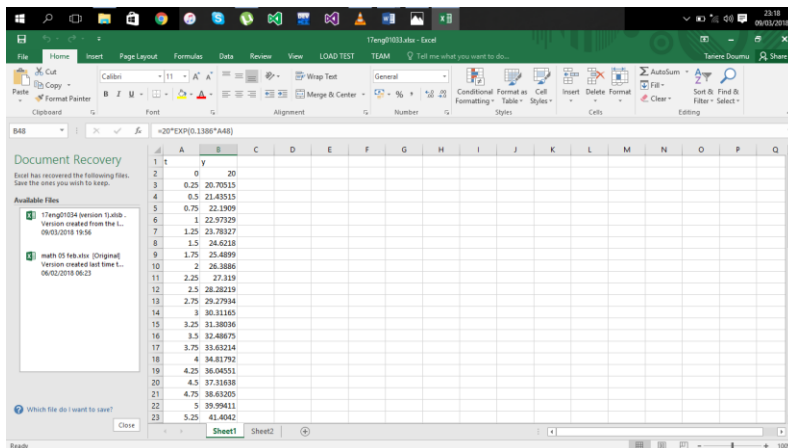 23:18
09/03/2018
17eng01033.xlsx - Excel
File Home Insert Page Layout Formulas Data Review View LOAD TEST TEAM Tell me what you want to do... Tariere Doumu Share
Cut
Copy
Format Painter
Paste
Clipboard
Calibri 11
B I U
Font
Wrap Text
Merge & Center
Alignment
General
Number
Conditional Formatting
Format as Table
Cell Styles
Styles
Insert Delete Format
Cells
AutoSum
Fill
Clear
Sort & Filter
Find & Select
Editing
B48 =20*EXP(0.1386*A48)
Document Recovery
Excel has recovered the following files.
Save the ones you wish to keep.
Available Files
17eng01034 (version 1).xlsb .
Version created from the l...
09/03/2018 19:56
math 05 feb.xlsx [Original]
Version created last time t...
06/02/2018 06:23
Which file do I want to save?
Close
A B C D E F G H I J K L M N O P Q
1 t y
2 0 20
3 0.25 20.70515
4 0.5 21.43515
5 0.75 22.1909
6 1 22.97329
7 1.25 23.78327
8 1.5 24.6218
9 1.75 25.4899
10 2 26.3886
11 2.25 27.319
12 2.5 28.28219
13 2.75 29.27934
14 3 30.31165
15 3.25 31.38036
16 3.5 32.48675
17 3.75 33.63214
18 4 34.81792
19 4.25 36.04551
20 4.5 37.31638
21 4.75 38.63205
22 5 39.99411
23 5.25 41.4042
Sheet1 Sheet2
Ready